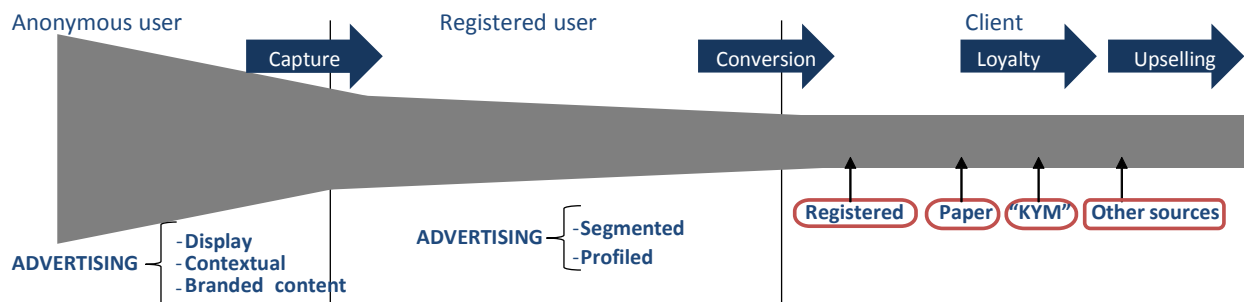 Anonymous user
Registered user
Client
Capture
Conversion
Loyalty
Upselling
Registered
Paper
“KYM”
Other sources
ADVERTISING
-Display
-Contextual
-Branded content
ADVERTISING
-Segmented
-Profiled